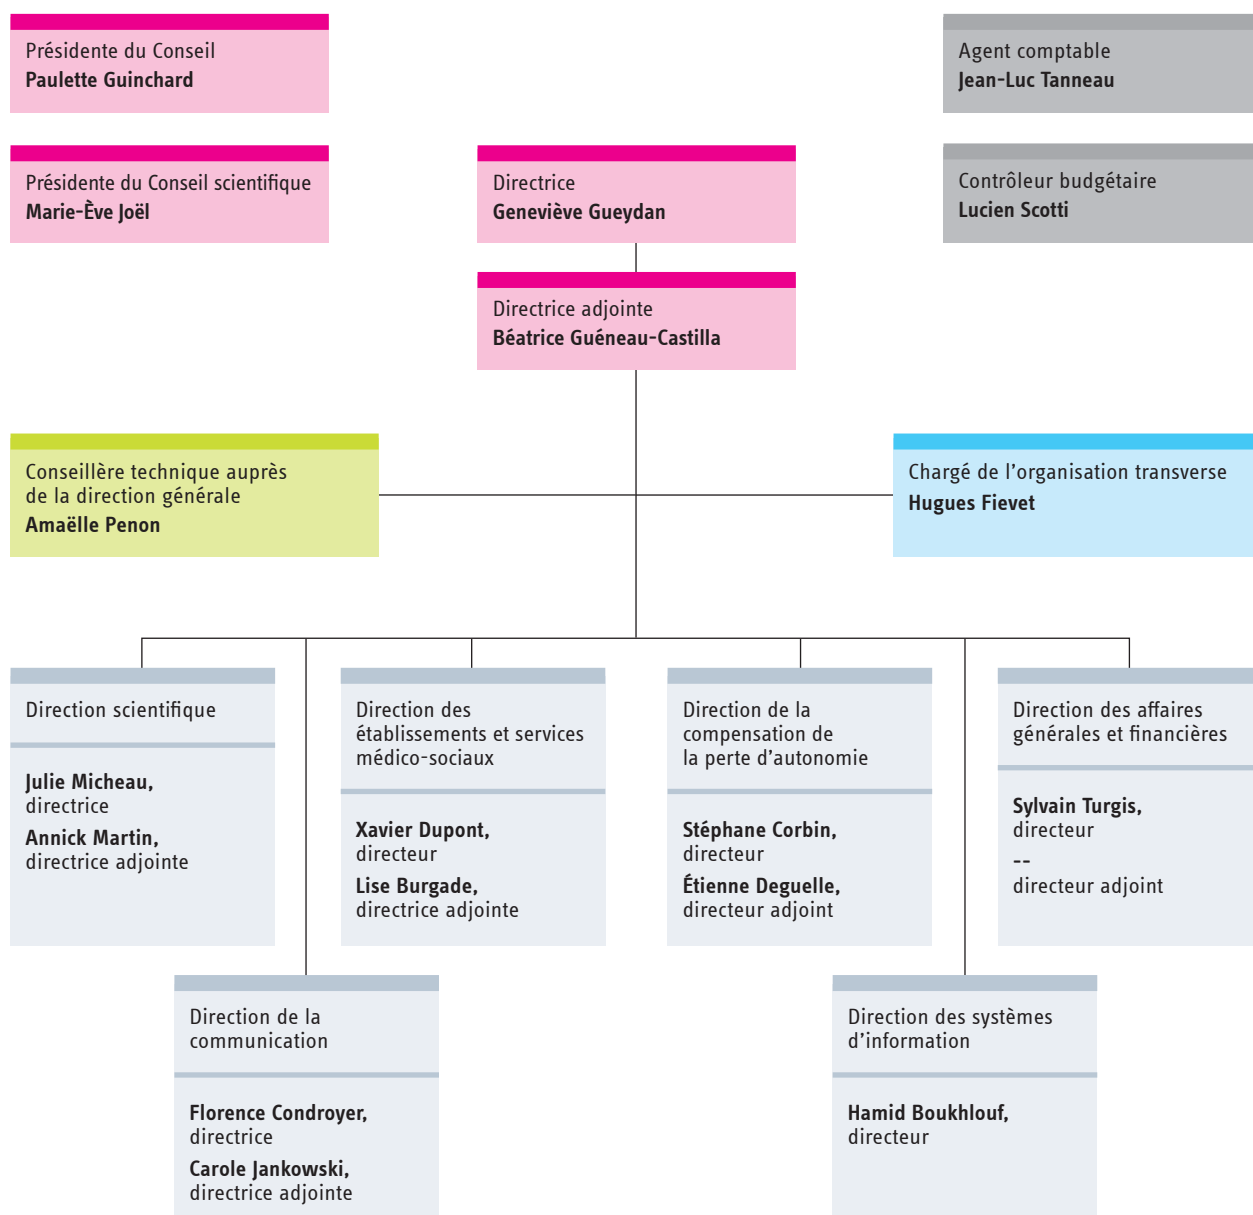 Présidente du Conseil
Paulette Guinchard
Agent comptable
Jean-Luc Tanneau
Présidente du Conseil scientifique
Marie-Ève Joël
Directrice
Geneviève Gueydan
Contrôleur budgétaire
Lucien Scotti
Directrice adjointe
Béatrice Guéneau-Castilla
Conseillère technique auprès
de la direction générale
Amaëlle Penon
Chargé de l'organisation transverse
Hugues Fievet
Direction scientifique
Julie Micheau,
directrice
Annick Martin,
directrice adjointe
Direction des
établissements et services
médico-sociaux
Xavier Dupont,
directeur
Lise Burgade,
directrice adjointe
Direction de la
compensation de
la perte d'autonomie
Stéphane Corbin,
directeur
Étienne Deguelle,
directeur adjoint
Direction des affaires
générales et financières
Sylvain Turgis,
directeur
--
directeur adjoint
Direction de la
communication
Florence Condroyer,
directrice
Carole Jankowski,
directrice adjointe
Direction des systèmes
d'information
Hamid Boukhlouf,
directeur